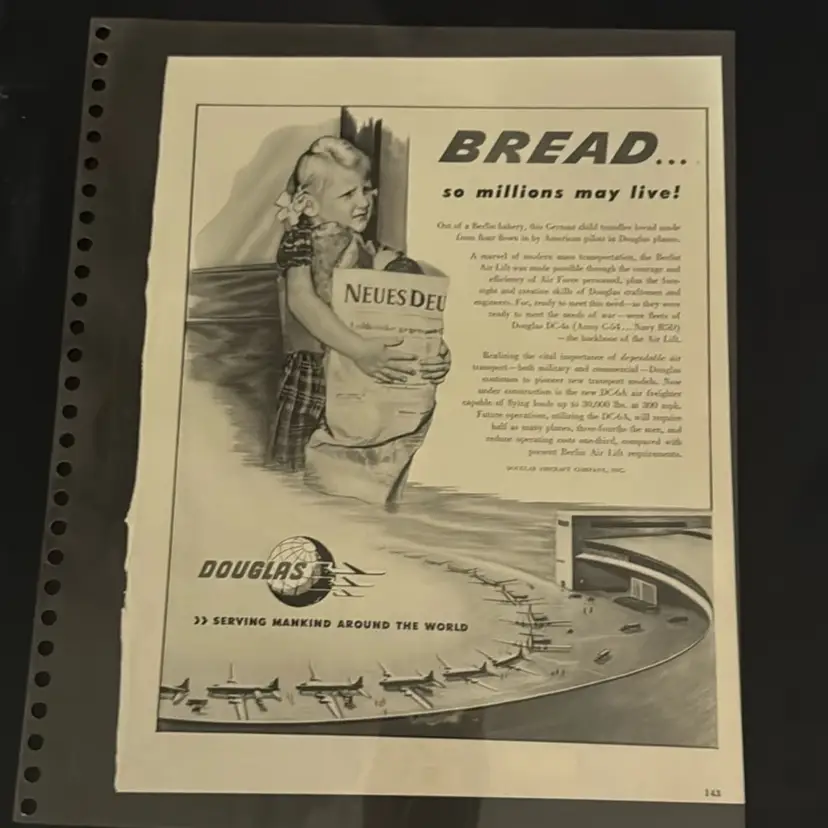 BREAD...
so millions may live!
Out of a Berlin bakery, this German child trundles bread made
from flour flown in by American pilots in Douglas planes.
A marvel of modern mass transportation, the Berlin
Air Lift was made possible through the courage and
efficiency of Air Force personnel, plus the fore-
sight and creative skills of Douglas craftsmen and
engineers. For, ready to meet this need—as they were
ready to meet the needs of war—were fleets of
Douglas DC-4s (Army C-54...Navy R5D)
—the backbone of the Air Lift.
Realizing the vital importance of dependable air
transport—both military and commercial—Douglas
continues to pioneer new transport models. Now
under construction is the new DC-6A air freighter
capable of flying loads up to 30,000 lbs. at 300 mph.
Future operations, utilizing the DC-6A, will require
half as many planes, three-fourths the men, and
reduce operating costs one-third, compared with
present Berlin Air Lift requirements.
DOUGLAS AIRCRAFT COMPANY, INC.
NEUES DEU
DOUGLAS
›› SERVING MANKIND AROUND THE WORLD
143